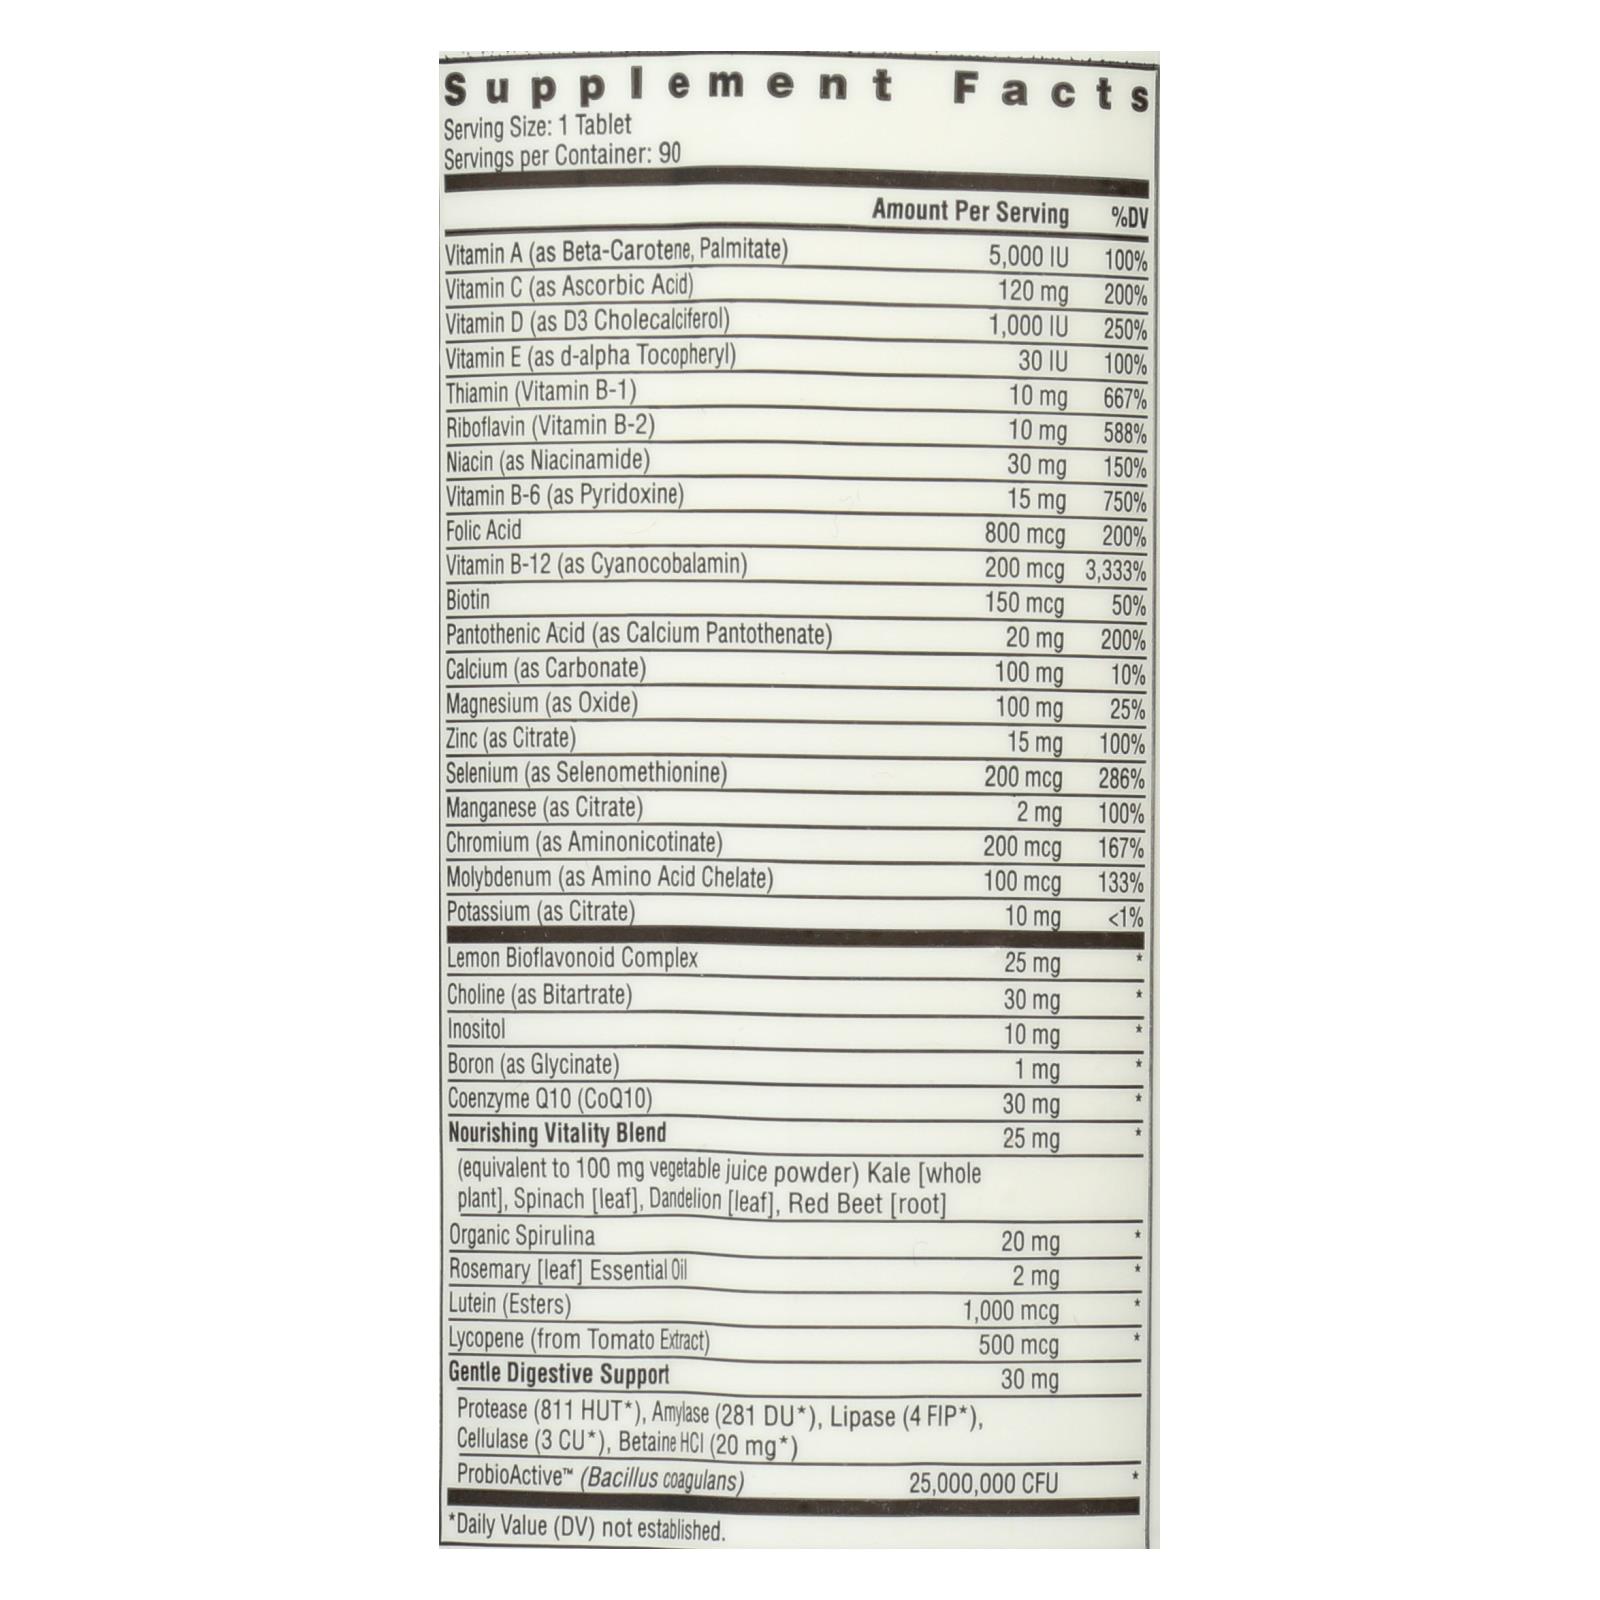 Supplement Facts
Serving Size: 1 Tablet
Servings per Container: 90
Amount Per Serving %DV
Vitamin A (as Beta-Carotene, Palmitate) 5,000 IU 100%
Vitamin C (as Ascorbic Acid) 120 mg 200%
Vitamin D (as D3 Cholecalciferol) 1,000 IU 250%
Vitamin E (as d-alpha Tocopheryl) 30 IU 100%
Thiamin (Vitamin B-1) 10 mg 667%
Riboflavin (Vitamin B-2) 10 mg 588%
Niacin (as Niacinamide) 30 mg 150%
Vitamin B-6 (as Pyridoxine) 15 mg 750%
Folic Acid 800 mcg 200%
Vitamin B-12 (as Cyanocobalamin) 200 mcg 3,333%
Biotin 150 mcg 50%
Pantothenic Acid (as Calcium Pantothenate) 20 mg 200%
Calcium (as Carbonate) 100 mg 10%
Magnesium (as Oxide) 100 mg 25%
Zinc (as Citrate) 15 mg 100%
Selenium (as Selenomethionine) 200 mcg 286%
Manganese (as Citrate) 2 mg 100%
Chromium (as Aminonicotinate) 200 mcg 167%
Molybdenum (as Amino Acid Chelate) 100 mcg 133%
Potassium (as Citrate) 10 mg <1%
Lemon Bioflavonoid Complex 25 mg *
Choline (as Bitartrate) 30 mg *
Inositol 10 mg *
Boron (as Glycinate) 1 mg *
Coenzyme Q10 (CoQ10) 30 mg *
Nourishing Vitality Blend 25 mg *
(equivalent to 100 mg vegetable juice powder) Kale [whole
plant], Spinach [leaf], Dandelion [leaf], Red Beet [root]
Organic Spirulina 20 mg *
Rosemary [leaf] Essential Oil 2 mg *
Lutein (Esters) 1,000 mcg *
Lycopene (from Tomato Extract) 500 mcg *
Gentle Digestive Support 30 mg
Protease (811 HUT*), Amylase (281 DU*), Lipase (4 FIP*),
Cellulase (3 CU*), Betaine HCl (20 mg*)
ProbioActive™ (Bacillus coagulans) 25,000,000 CFU *
*Daily Value (DV) not established.